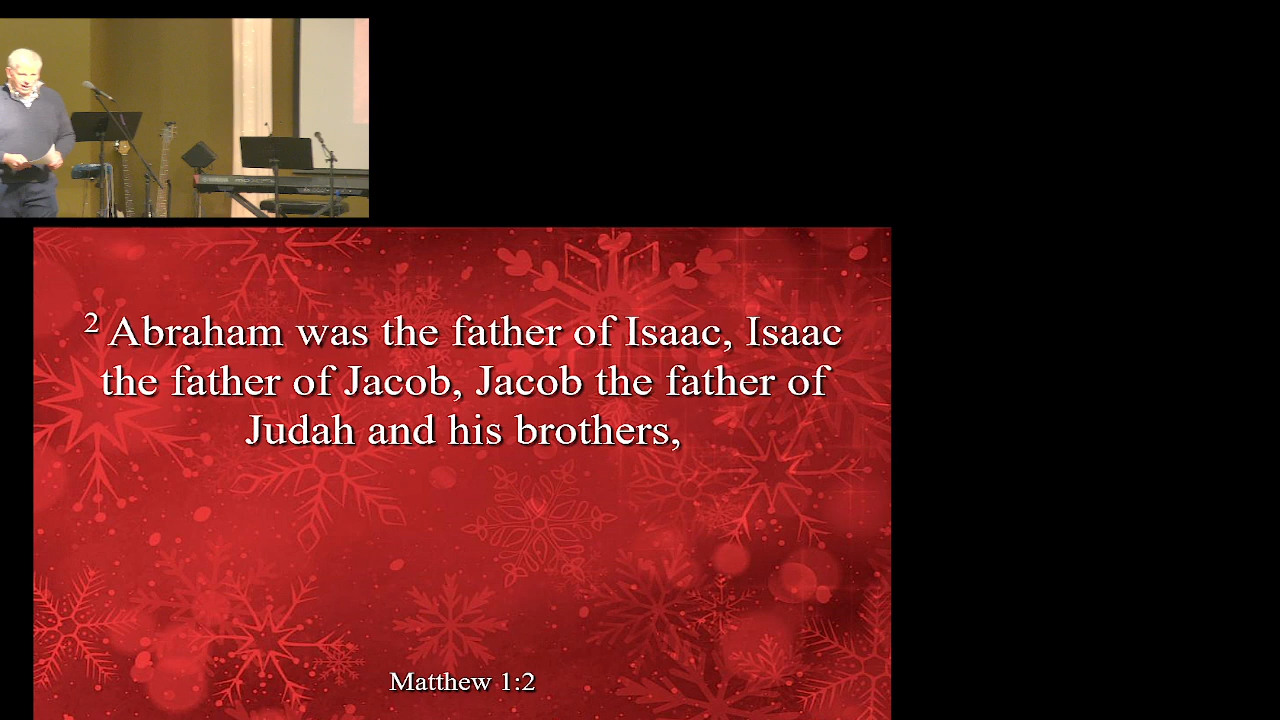 2 Abraham was the father of Isaac, Isaac
the father of Jacob, Jacob the father of
Judah and his brothers,
Matthew 1:2